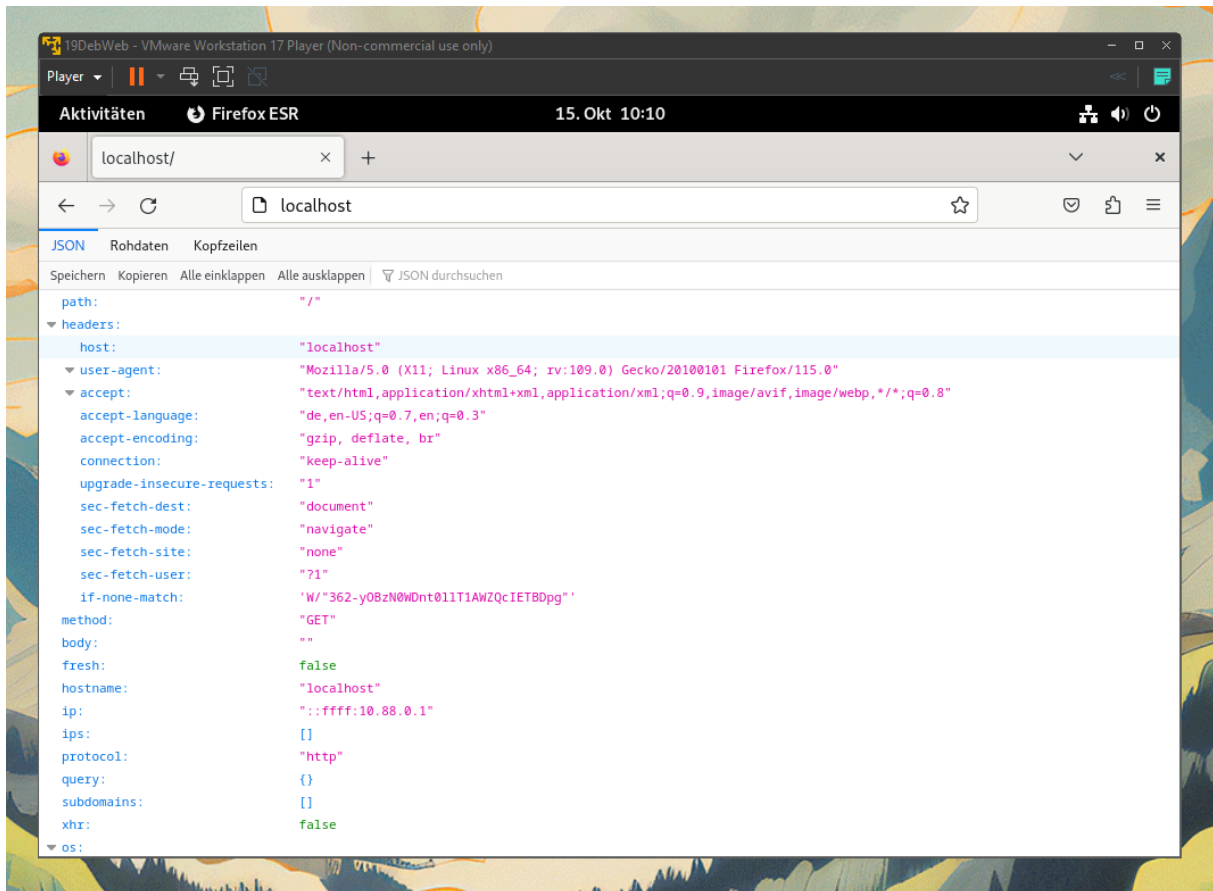 19DebWeb - VMware Workstation 17 Player (Non-commercial use only)
Player
Aktivitäten Firefox ESR 15. Okt 10:10
localhost/
localhost
JSON Rohdaten Kopfzeilen
Speichern Kopieren Alle einklappen Alle ausklappen JSON durchsuchen
path: "/"
headers:
host: "localhost"
user-agent: "Mozilla/5.0 (X11; Linux x86_64; rv:109.0) Gecko/20100101 Firefox/115.0"
accept: "text/html,application/xhtml+xml,application/xml;q=0.9,image/avif,image/webp,*/*;q=0.8"
accept-language: "de,en-US;q=0.7,en;q=0.3"
accept-encoding: "gzip, deflate, br"
connection: "keep-alive"
upgrade-insecure-requests: "1"
sec-fetch-dest: "document"
sec-fetch-mode: "navigate"
sec-fetch-site: "none"
sec-fetch-user: "?1"
if-none-match: 'W/"362-yOBzN0WDnt0llT1AWZQcIETBDpg"'
method: "GET"
body: ""
fresh: false
hostname: "localhost"
ip: "::ffff:10.88.0.1"
ips: []
protocol: "http"
query: {}
subdomains: []
xhr: false
os: